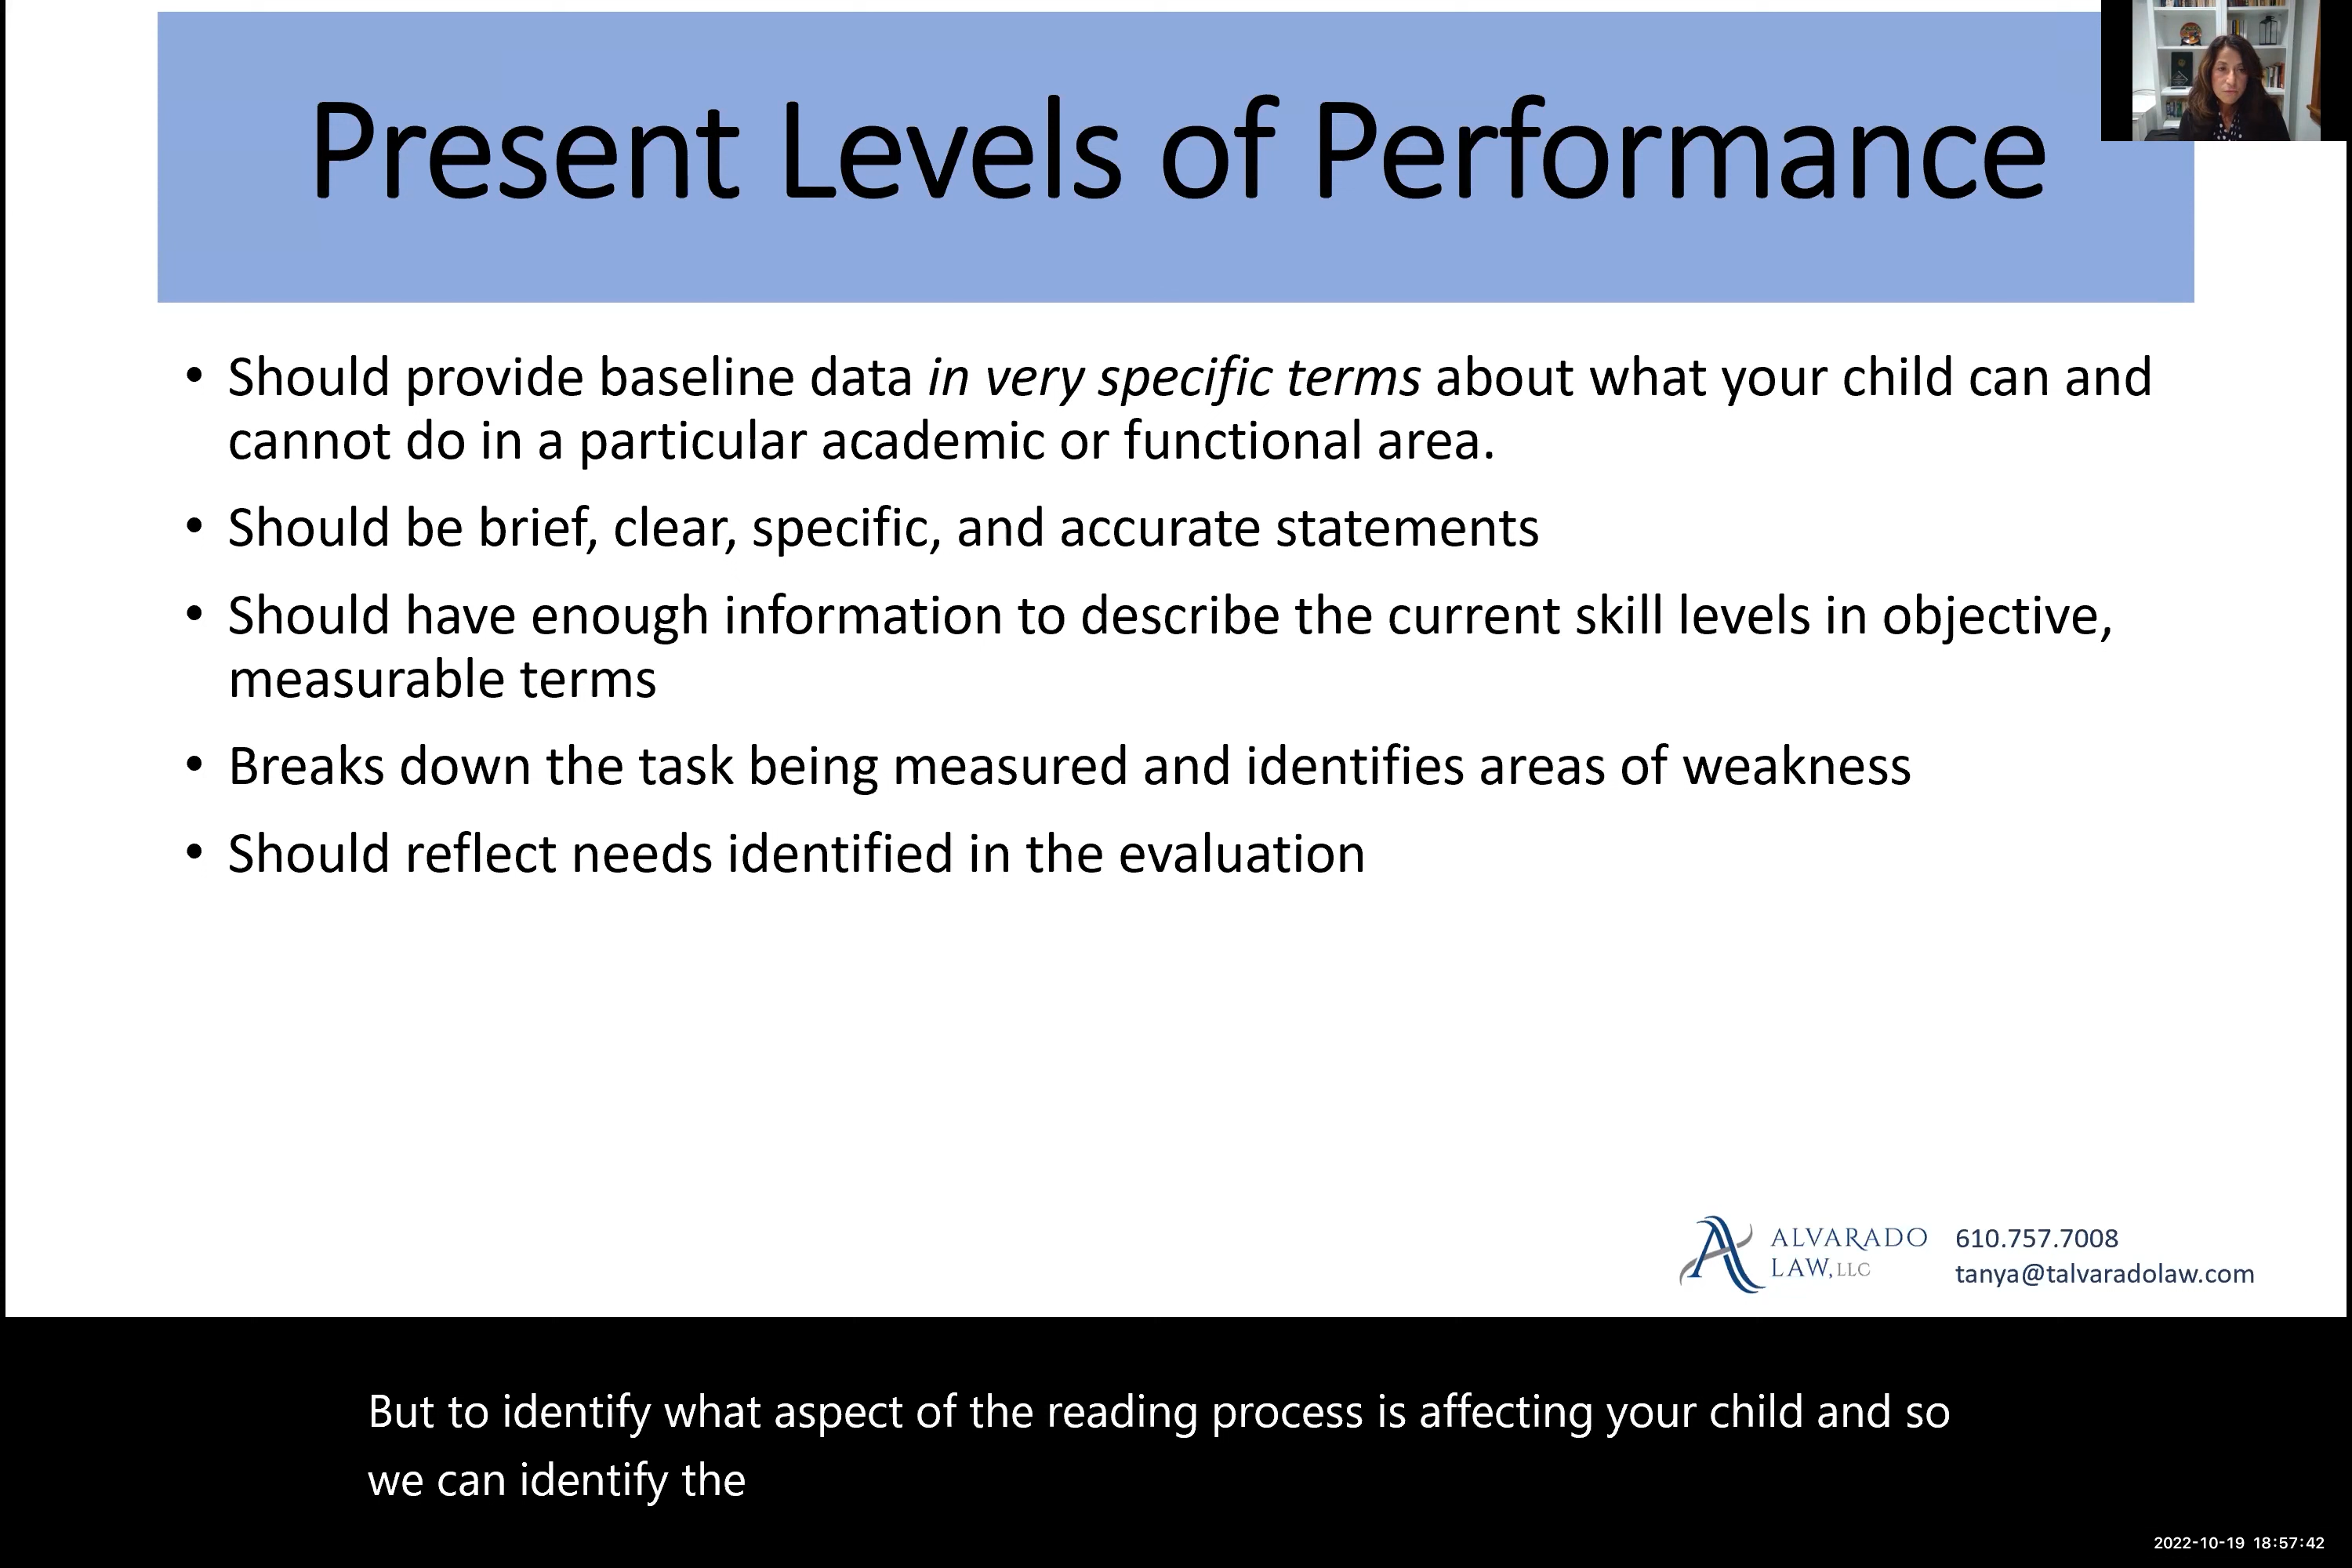 Present Levels of Performance
• Should provide baseline data in very specific terms about what your child can and
cannot do in a particular academic or functional area.
• Should be brief, clear, specific, and accurate statements
• Should have enough information to describe the current skill levels in objective,
measurable terms
• Breaks down the task being measured and identifies areas of weakness
• Should reflect needs identified in the evaluation
ALVARADO
LAW, LLC
610.757.7008
tanya@talvaradolaw.com
But to identify what aspect of the reading process is affecting your child and so
we can identify the
2022-10-19 18:57:42